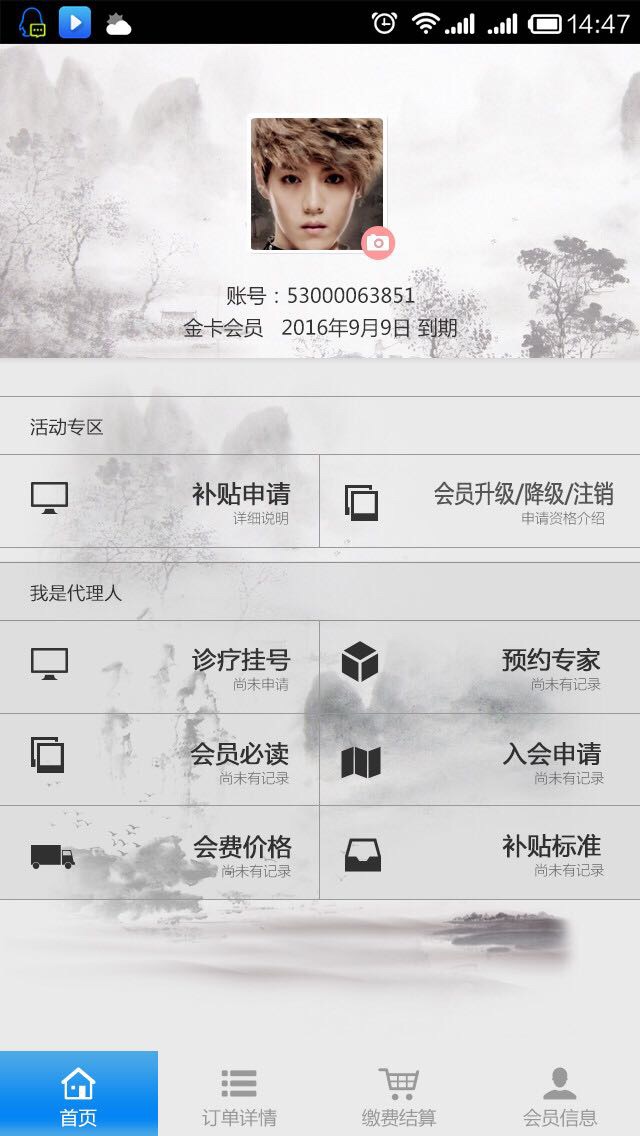 14:47
账号：53000063851
金卡会员 2016年9月9日 到期
活动专区
补贴申请
详细说明
会员升级/降级/注销
申请资格介绍
我是代理人
诊疗挂号
尚未申请
预约专家
尚未有记录
会员必读
尚未有记录
入会申请
尚未有记录
会费价格
尚未有记录
补贴标准
尚未有记录
首页
订单详情
缴费结算
会员信息